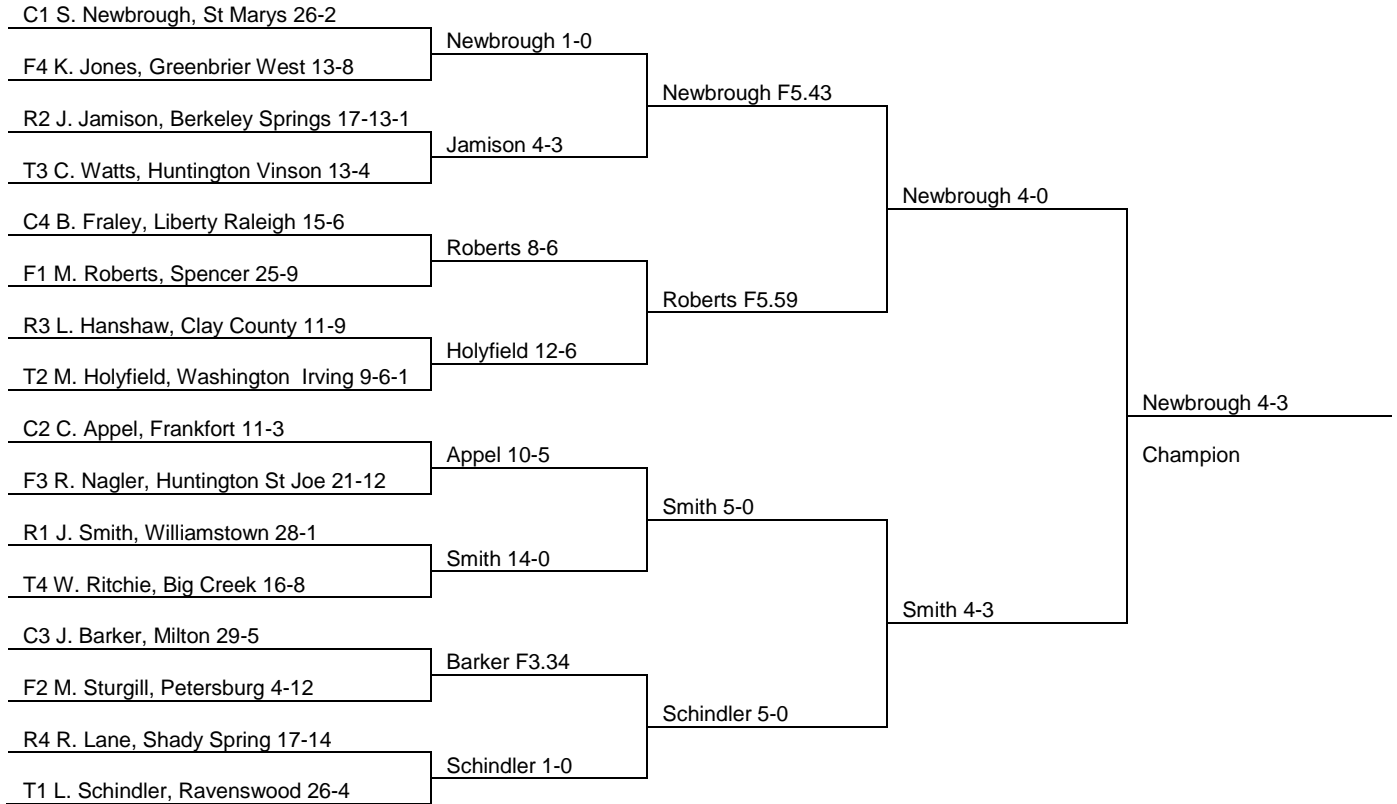 C1 S. Newbrough, St Marys 26-2
F4 K. Jones, Greenbrier West 13-8
R2 J. Jamison, Berkeley Springs 17-13-1
T3 C. Watts, Huntington Vinson 13-4
C4 B. Fraley, Liberty Raleigh 15-6
F1 M. Roberts, Spencer 25-9
R3 L. Hanshaw, Clay County 11-9
T2 M. Holyfield, Washington  Irving 9-6-1
C2 C. Appel, Frankfort 11-3
F3 R. Nagler, Huntington St Joe 21-12
R1 J. Smith, Williamstown 28-1
T4 W. Ritchie, Big Creek 16-8
C3 J. Barker, Milton 29-5
F2 M. Sturgill, Petersburg 4-12
R4 R. Lane, Shady Spring 17-14
T1 L. Schindler, Ravenswood 26-4
Newbrough 1-0
Jamison 4-3
Roberts 8-6
Holyfield 12-6
Appel 10-5
Smith 14-0
Barker F3.34
Schindler 1-0
Newbrough F5.43
Roberts F5.59
Smith 5-0
Schindler 5-0
Newbrough 4-0
Smith 4-3
Newbrough 4-3
Champion